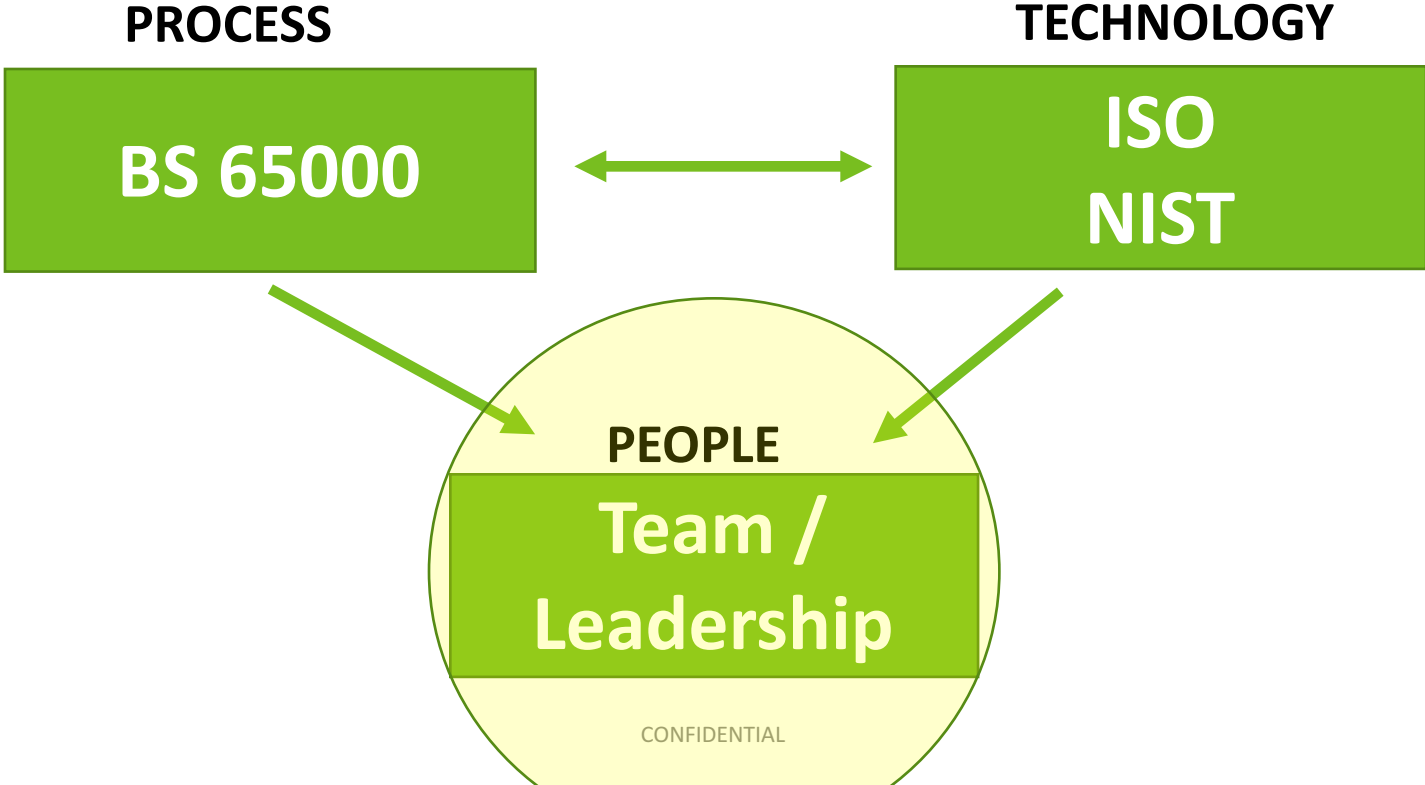 PROCESS
TECHNOLOGY
BS 65000
ISO
NIST
PEOPLE
Team /
Leadership
CONFIDENTIAL